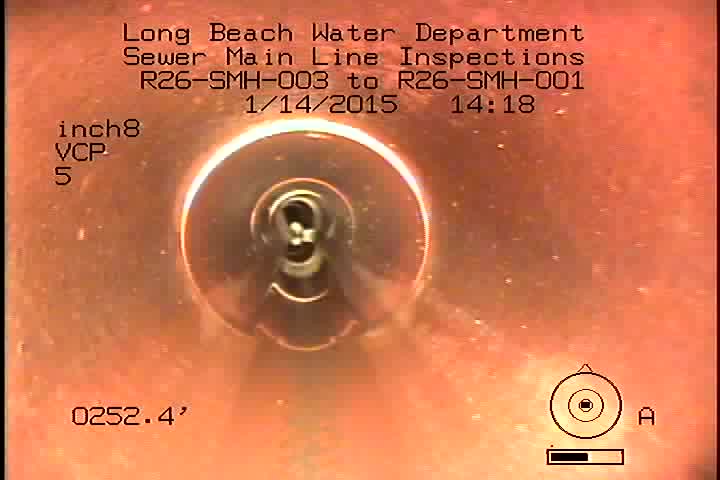 Long Beach Water Department
Sewer Main Line Inspections
R26-SMH-003 to R26-SMH-001
1/14/2015 14:18
inch8
VCP
5
0252.4'
A